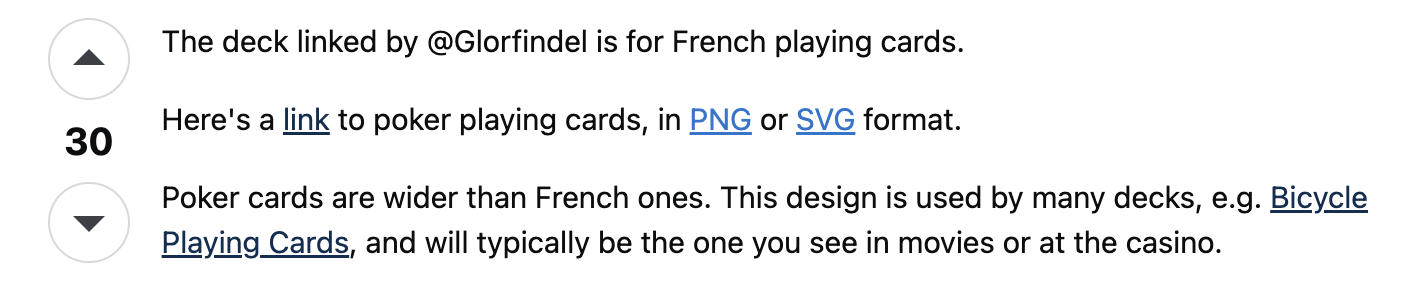 The deck linked by @Glorfindel is for French playing cards.
Here's a link to poker playing cards, in PNG or SVG format.
30
Poker cards are wider than French ones. This design is used by many decks, e.g. Bicycle
Playing Cards, and will typically be the one you see in movies or at the casino.